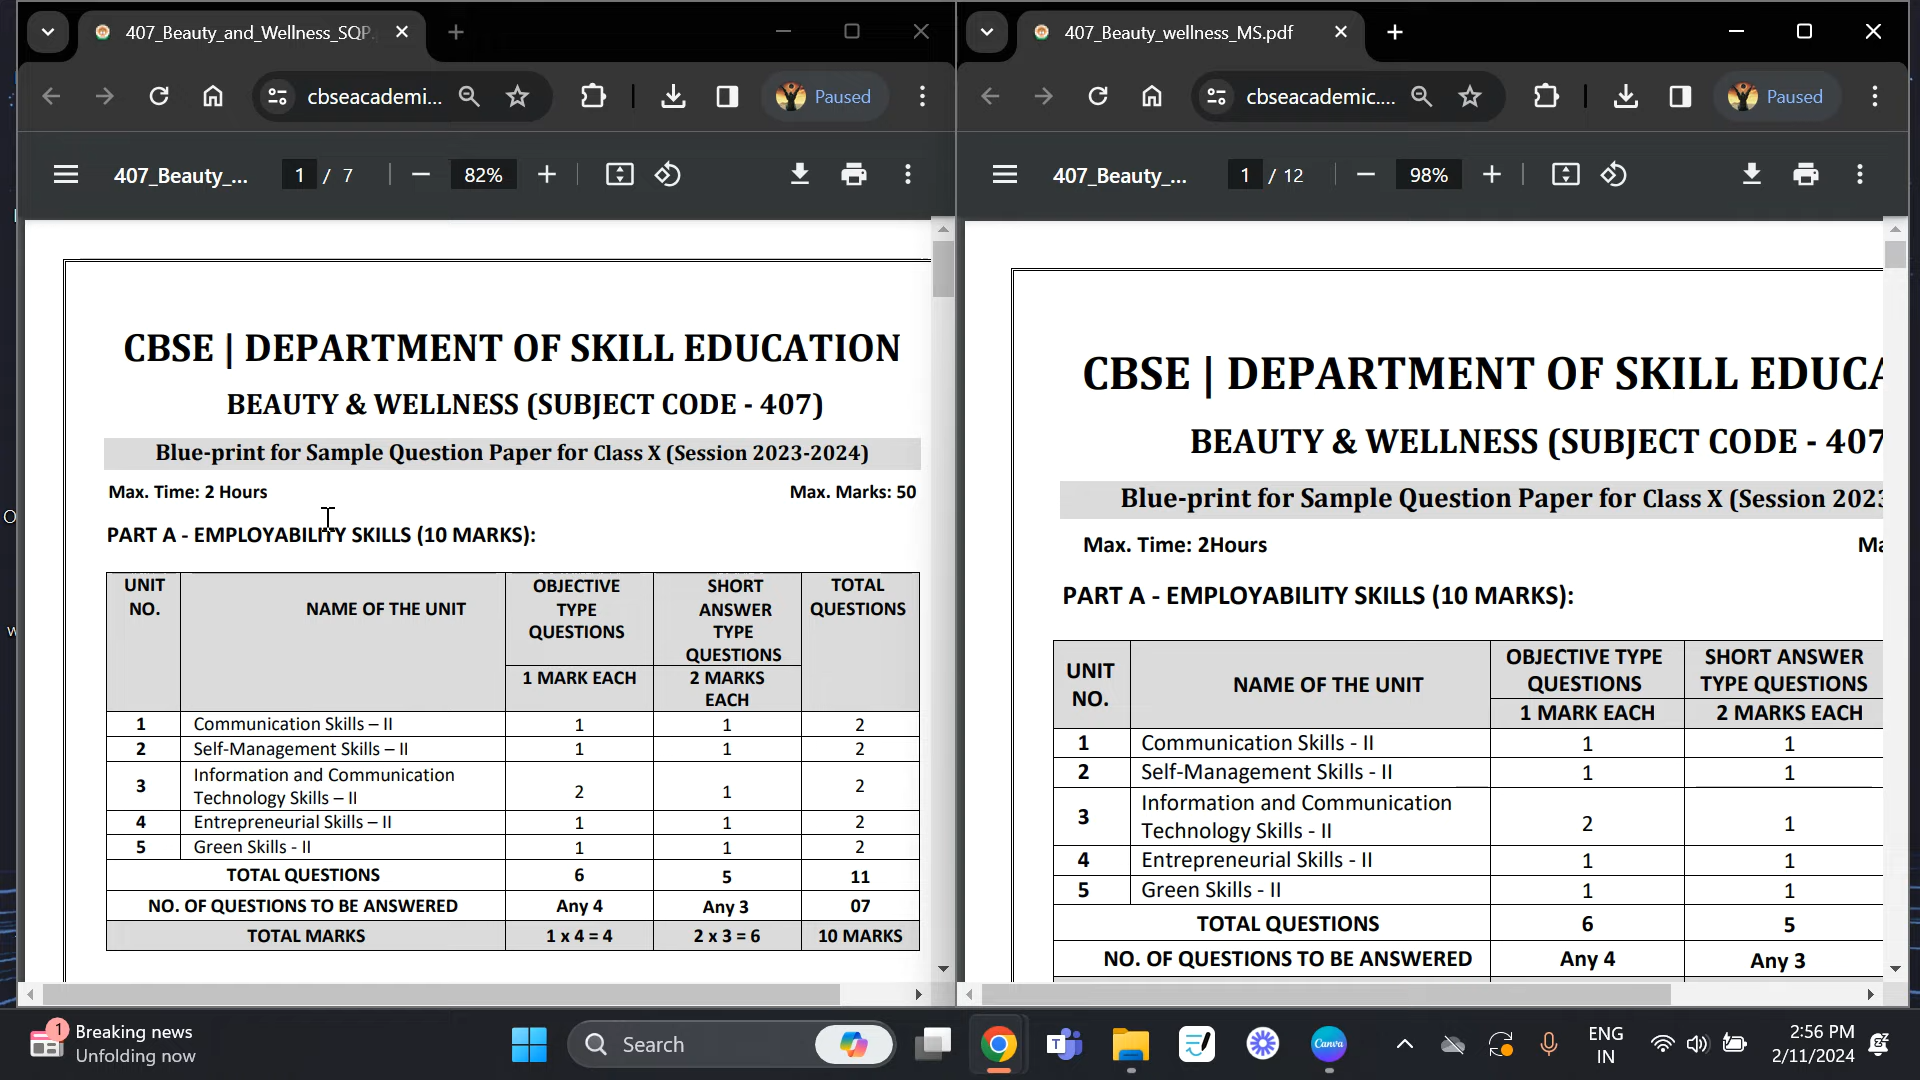 407_Beauty_and_Wellness_SQP.
cbseacademi...
Paused
407_Beauty_...
1 / 7
82%
CBSE | DEPARTMENT OF SKILL EDUCATION
BEAUTY & WELLNESS (SUBJECT CODE - 407)
Blue-print for Sample Question Paper for Class X (Session 2023-2024)
Max. Time: 2 Hours Max. Marks: 50
PART A - EMPLOYABILITY SKILLS (10 MARKS):
UNIT NO.
NAME OF THE UNIT
OBJECTIVE TYPE QUESTIONS
SHORT ANSWER TYPE QUESTIONS
TOTAL QUESTIONS
1 MARK EACH
2 MARKS EACH
1 Communication Skills – II 1 1 2
2 Self-Management Skills – II 1 1 2
3 Information and Communication Technology Skills – II 2 1 2
4 Entrepreneurial Skills – II 1 1 2
5 Green Skills - II 1 1 2
TOTAL QUESTIONS 6 5 11
NO. OF QUESTIONS TO BE ANSWERED Any 4 Any 3 07
TOTAL MARKS 1 x 4 = 4 2 x 3 = 6 10 MARKS
407_Beauty_wellness_MS.pdf
cbseacademic....
Paused
407_Beauty_...
1 / 12
98%
CBSE | DEPARTMENT OF SKILL EDUCA
BEAUTY & WELLNESS (SUBJECT CODE - 407
Blue-print for Sample Question Paper for Class X (Session 2023
Max. Time: 2Hours Ma
PART A - EMPLOYABILITY SKILLS (10 MARKS):
UNIT NO.
NAME OF THE UNIT
OBJECTIVE TYPE QUESTIONS
SHORT ANSWER TYPE QUESTIONS
1 MARK EACH
2 MARKS EACH
1 Communication Skills - II 1 1
2 Self-Management Skills - II 1 1
3 Information and Communication Technology Skills - II 2 1
4 Entrepreneurial Skills - II 1 1
5 Green Skills - II 1 1
TOTAL QUESTIONS 6 5
NO. OF QUESTIONS TO BE ANSWERED Any 4 Any 3
1
Breaking news
Unfolding now
Search
Canva
ENG
IN
2:56 PM
2/11/2024